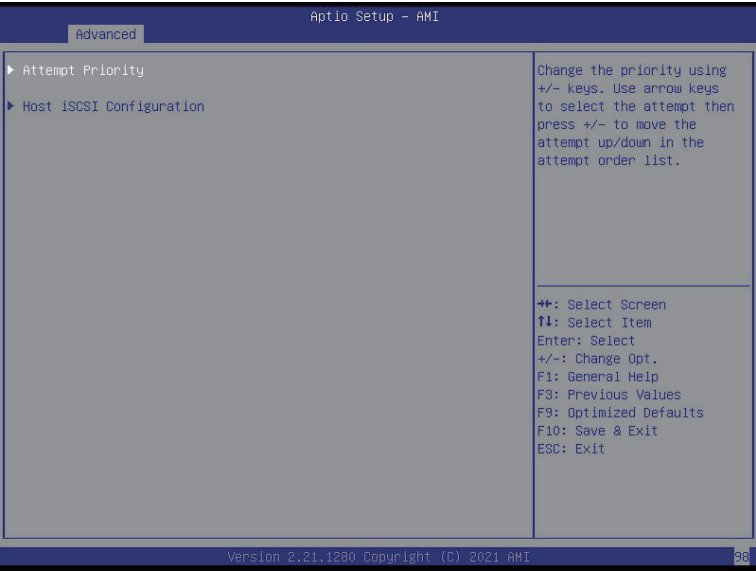 Aptio Setup – AMI
Advanced
▶ Attempt Priority
▶ Host iSCSI Configuration
Change the priority using
+/– keys. Use arrow keys
to select the attempt then
press +/– to move the
attempt up/down in the
attempt order list.
→←: Select Screen
↑↓: Select Item
Enter: Select
+/–: Change Opt.
F1: General Help
F3: Previous Values
F9: Optimized Defaults
F10: Save & Exit
ESC: Exit
Version 2.21.1280 Copyright (C) 2021 AMI
98